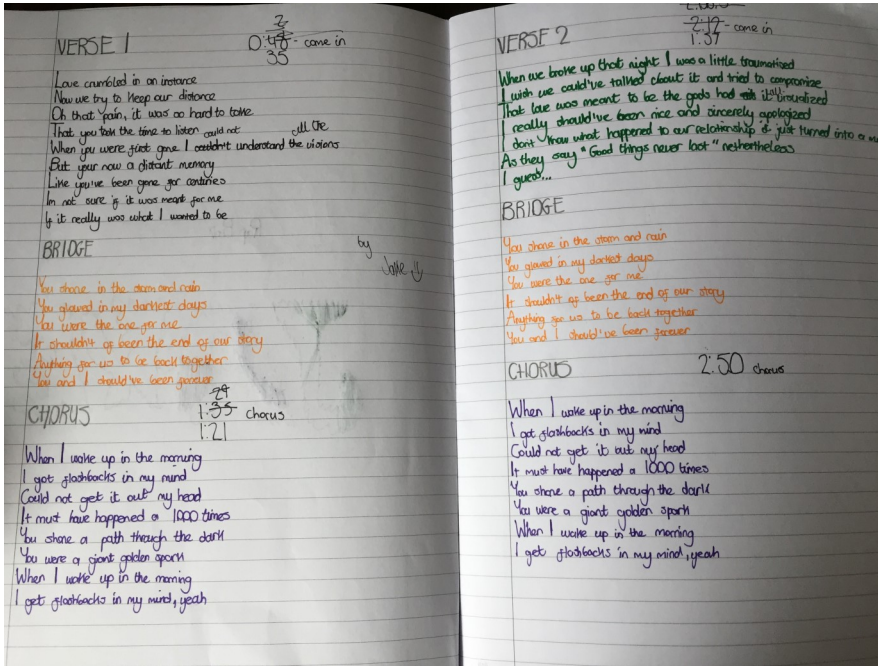 VERSE 1
0:48 - come in
35
Love crumbled in an instance
Now we try to keep our distance
Oh that pain, it was so hard to take
That you took the time to listen could not
all the
When you were first gone I couldn't understand the visions
But your now a distant memory
Like you've been gone for centuries
Im not sure if it was meant for me
If it really was what I wanted to be
BRIDGE
by
Jake
You shone in the storm and rain
You glowed in my darkest days
You were the one for me
It shouldn't of been the end of our story
Anything for us to be back together
You and I should've been forever
29
CHORUS
1:35 chorus
1:21
When I wake up in the morning
I got flashbacks in my mind
Could not get it out my head
It must have happened a 1000 times
You shone a path through the dark
You were a giant golden spark
When I wake up in the morning
I get flashbacks in my mind, yeah
VERSE 2
2:19 - come in
1:37
When we broke up that night I was a little traumatised
I wish we could've talked about it and tried to compromize
That love was meant to be the gods had it all visualized
I really should've been nice and sincerely apologized
I dont know what happened to our relationship it just turned into a
As they say "Good things never last" neshertheless
I guess...
BRIDGE
You shone in the storm and rain
You glowed in my darkest days
You were the one for me
It shouldn't of been the end of our story
Anything for us to be back together
You and I should've been forever
CHORUS 2:50 chorus
When I wake up in the morning
I got flashbacks in my mind
Could not get it out my head
It must have happened a 1000 times
You shone a path through the dark
You were a giant golden spark
When I wake up in the morning
I get flashbacks in my mind, yeah